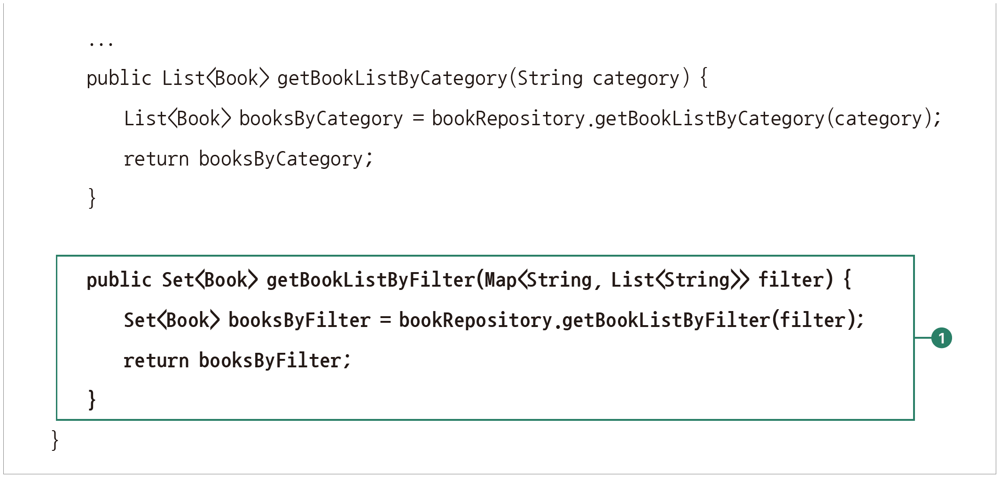 ...
public List<Book> getBookListByCategory(String category) {
List<Book> booksByCategory = bookRepository.getBookListByCategory(category);
return booksByCategory;
}
public Set<Book> getBookListByFilter(Map<String, List<String>> filter) {
Set<Book> booksByFilter = bookRepository.getBookListByFilter(filter);
1
return booksByFilter;
}
}